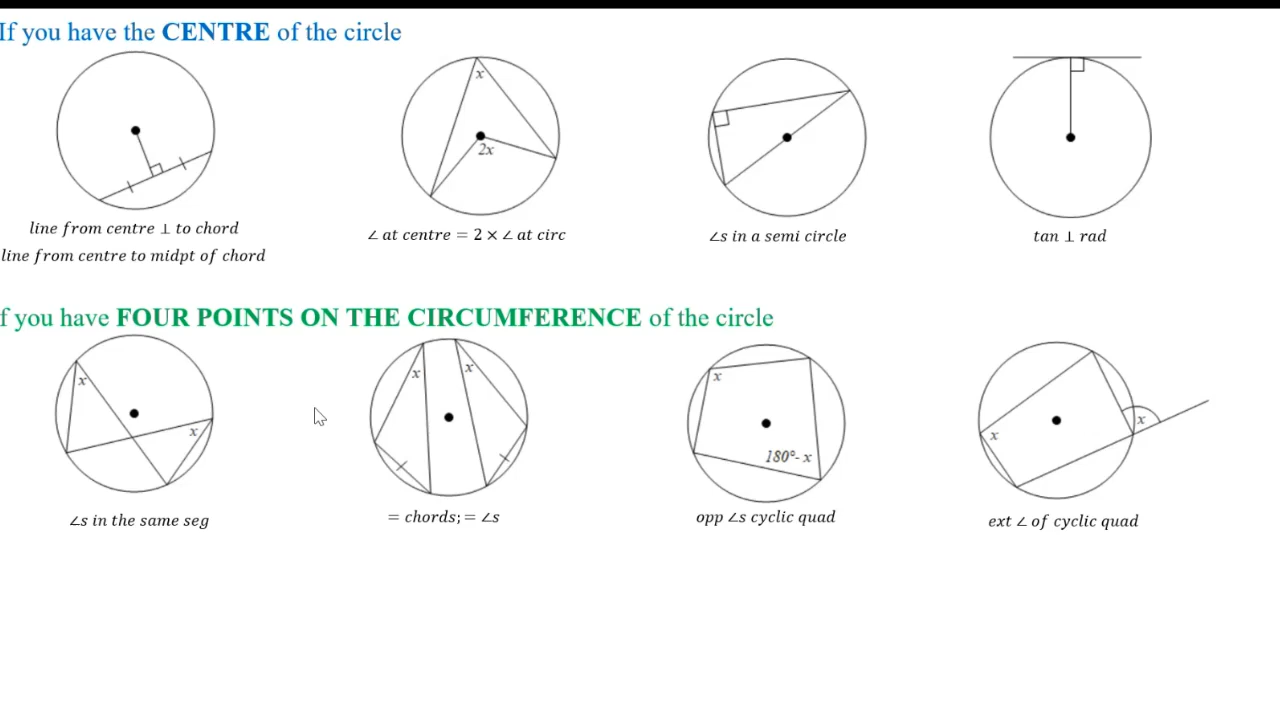 If you have the CENTRE of the circle
x
2x
line from centre ⊥ to chord
line from centre to midpt of chord
∠ at centre = 2 × ∠ at circ
∠s in a semi circle
tan ⊥ rad
f you have FOUR POINTS ON THE CIRCUMFERENCE of the circle
x
x
x
x
x
180°- x
x
x
∠s in the same seg
= chords; = ∠s
opp ∠s cyclic quad
ext ∠ of cyclic quad